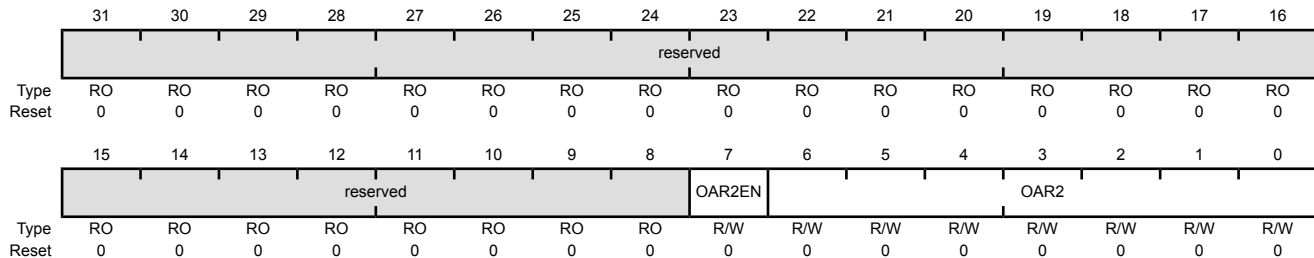 31 30 29 28 27 26 25 24 23 22 21 20 19 18 17 16
reserved
Type RO RO RO RO RO RO RO RO RO RO RO RO RO RO RO RO
Reset 0 0 0 0 0 0 0 0 0 0 0 0 0 0 0 0
15 14 13 12 11 10 9 8 7 6 5 4 3 2 1 0
reserved OAR2EN OAR2
Type RO RO RO RO RO RO RO RO R/W R/W R/W R/W R/W R/W R/W R/W
Reset 0 0 0 0 0 0 0 0 0 0 0 0 0 0 0 0